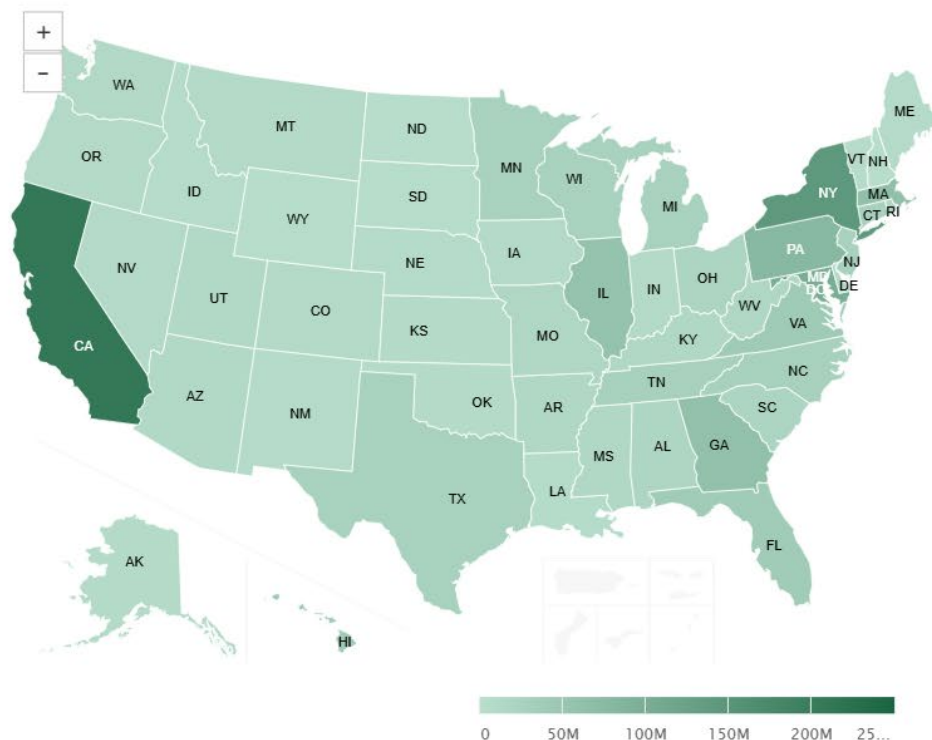 +
−
WA
MT
ND
MN
ME
VT
NH
OR
ID
SD
WI
MI
NY
MA
CT
RI
WY
PA
NJ
NV
NE
IA
IL
IN
OH
MD
DE
DC
UT
CO
KS
MO
WV
VA
KY
CA
AZ
NM
OK
AR
TN
NC
SC
MS
AL
GA
TX
LA
FL
AK
HI
0 50M 100M 150M 200M 25...